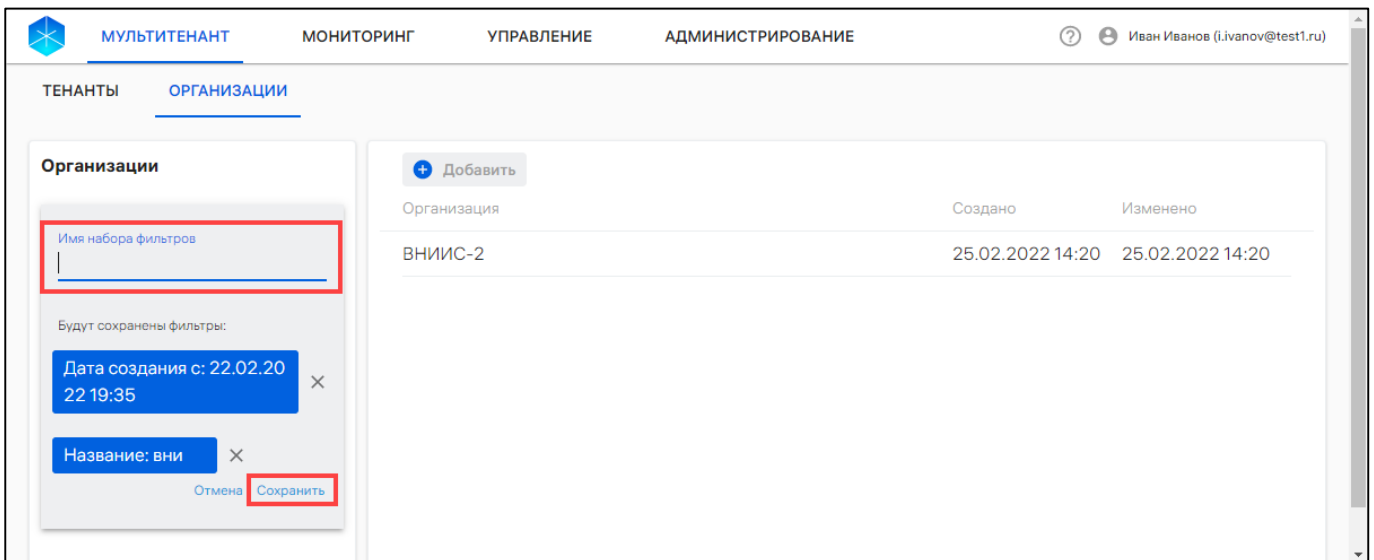 МУЛЬТИТЕНАНТ МОНИТОРИНГ УПРАВЛЕНИЕ АДМИНИСТРИРОВАНИЕ ? Иван Иванов (i.ivanov@test1.ru)
ТЕНАНТЫ ОРГАНИЗАЦИИ
Организации
Имя набора фильтров
Будут сохранены фильтры:
Дата создания с: 22.02.20
22 19:35
Название: вни
Отмена Сохранить
Добавить
Организация Создано Изменено
ВНИИС-2 25.02.2022 14:20 25.02.2022 14:20